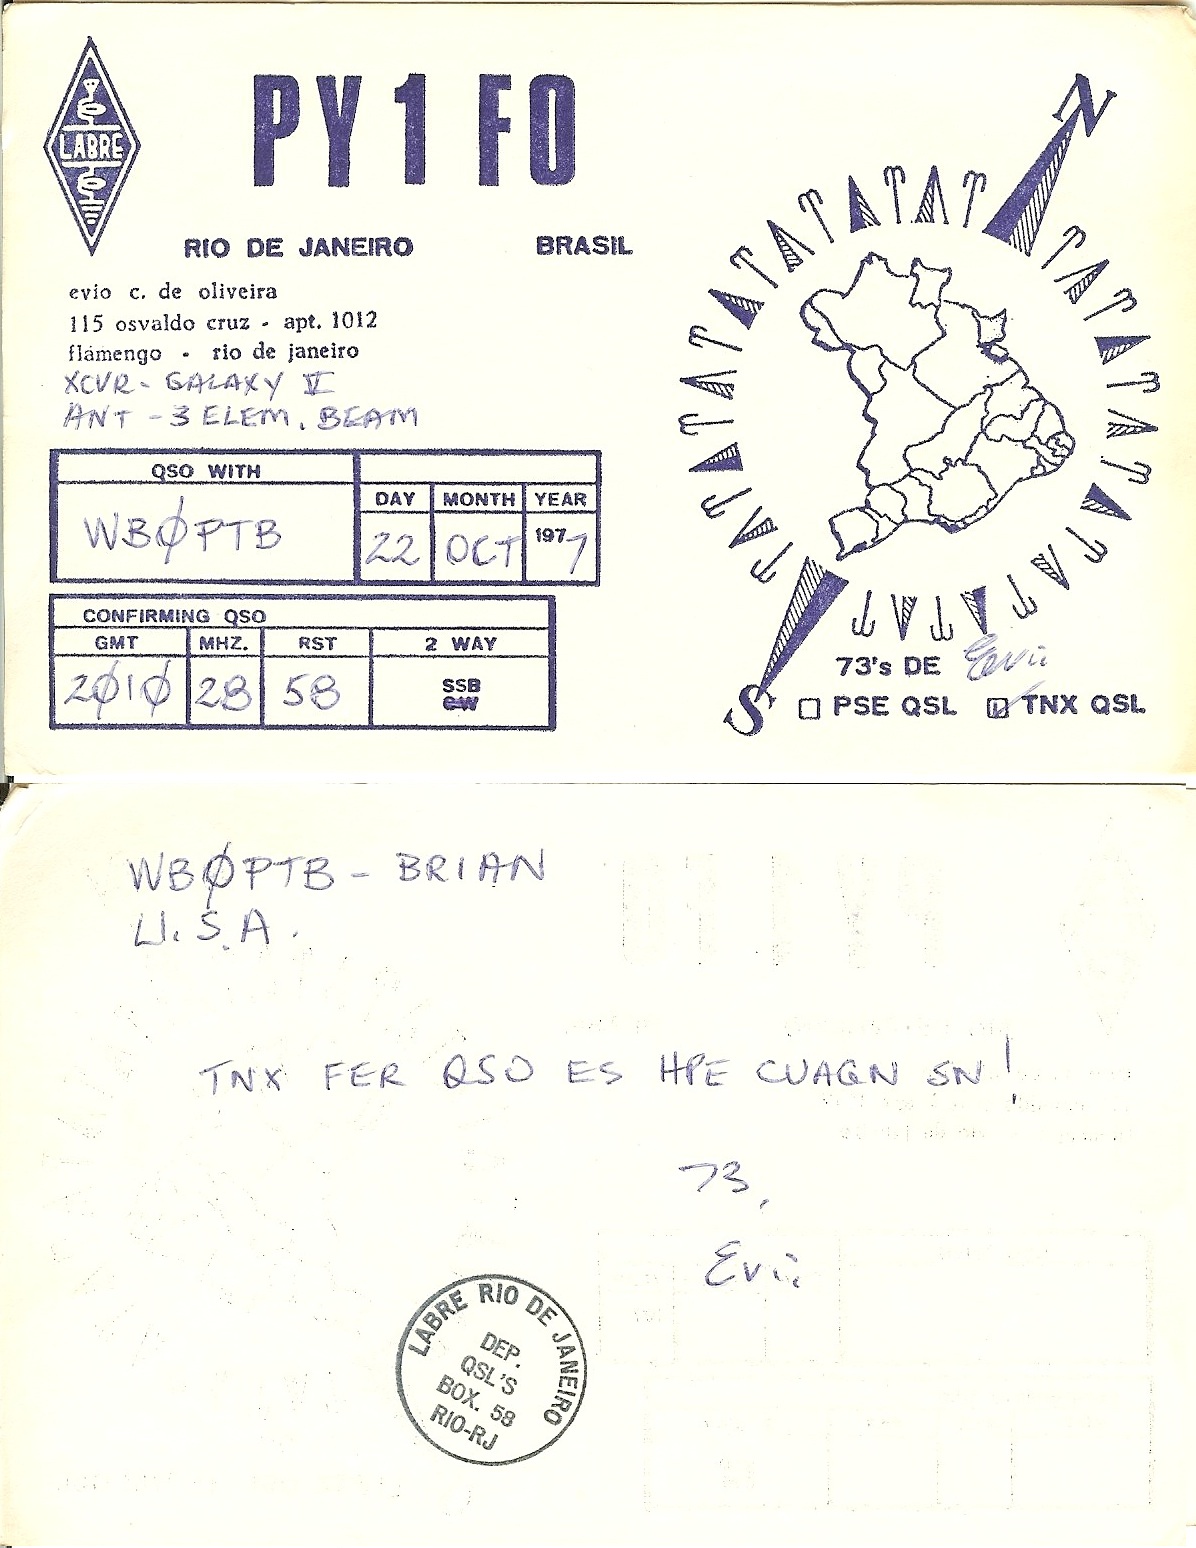 LABRE
PY1FO
RIO DE JANEIRO BRASIL
evio c. de oliveira
115 osvaldo cruz - apt. 1012
flamengo - rio de janeiro
XCVR - GALAXY V
ANT - 3 ELEM. BEAM
QSO WITH
DAY MONTH YEAR
WBØPTB 22 OCT 1977
CONFIRMING QSO
GMT MHZ. RST 2 WAY
2Ø1Ø 28 58 SSB
CW
N
S
73's DE Evio
PSE QSL TNX QSL
WBØPTB - BRIAN
U.S.A.
TNX FER QSO ES HPE CUAGN SN!
73,
Evio
LABRE RIO DE JANEIRO
DEP.
QSL'S
BOX. 58
RIO-RJ